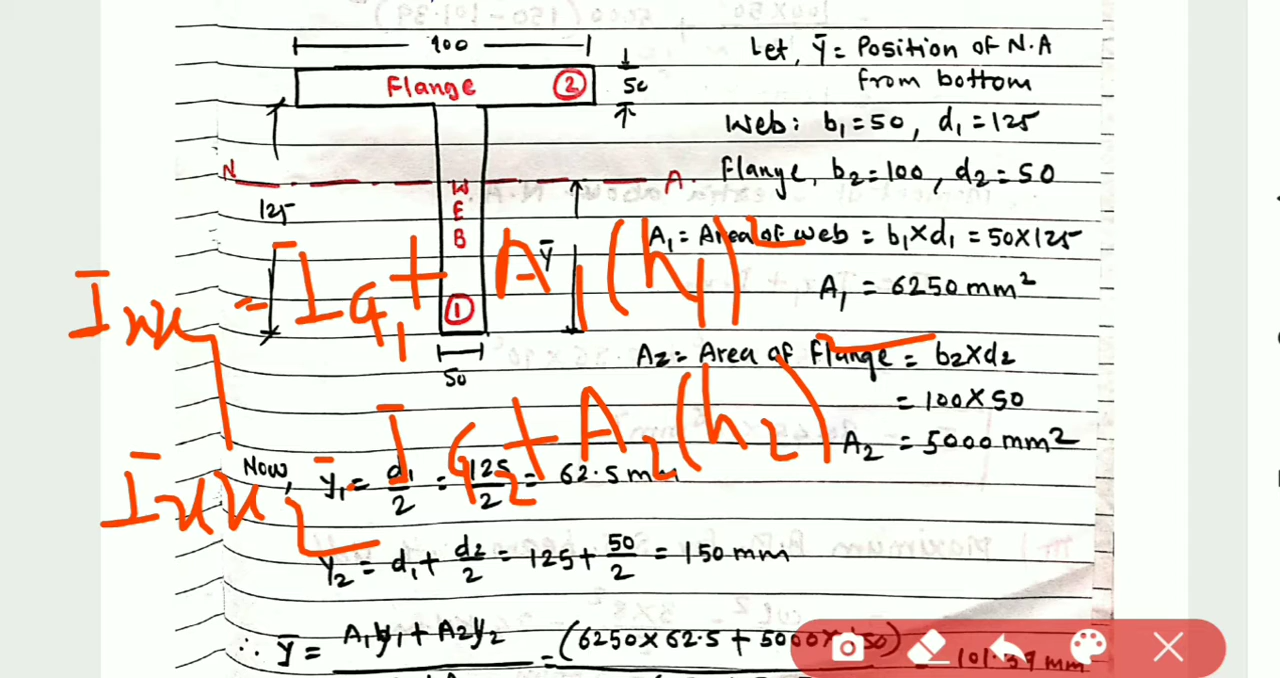 100
Let, ȳ = Position of N.A
from bottom
Flange ②
50
Web: b₁ = 50, d₁ = 125
Flange, b₂ = 100, d₂ = 50
N A
125
WEB
ȳ
A₁ = Area of web = b₁×d₁ = 50×125
A₁ = 6250 mm²
Ixx₁ = IG₁ + A₁(h₁)²
①
50
A₂ = Area of Flange = b₂×d₂
= 100×50
A₂ = 5000 mm²
Ixx₂ IG₂ + A₂(h₂)²
Now, ȳ₁ = d₁/2 = 125/2 = 62.5 mm
y₂ = d₁ + d₂/2 = 125 + 50/2 = 150 mm
∴ ȳ = A₁y₁ + A₂y₂ = (6250×62.5 + 5000×150) 101.39 mm